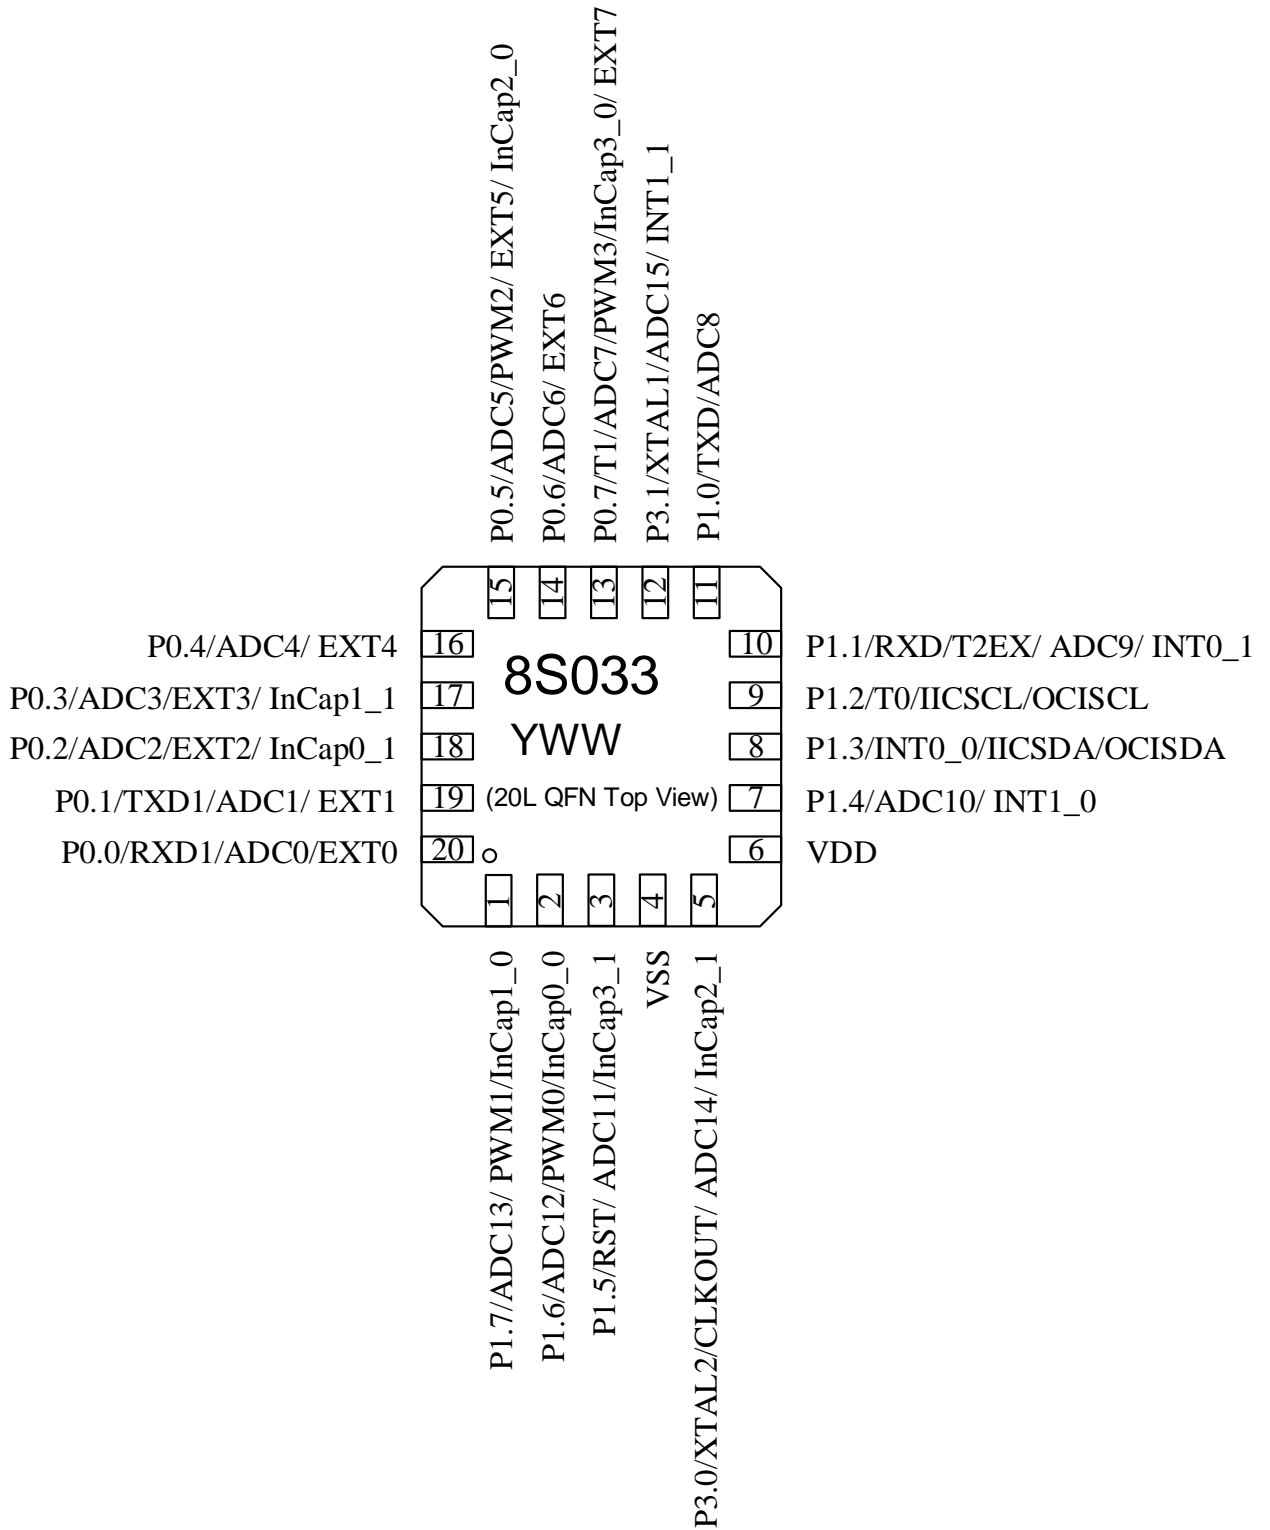 P0.5/ADC5/PWM2/ EXT5/ InCap2_0
P0.6/ADC6/ EXT6
P0.7/T1/ADC7/PWM3/InCap3_0/ EXT7
P3.1/XTAL1/ADC15/ INT1_1
P1.0/TXD/ADC8
15 14 13 12 11
P0.4/ADC4/ EXT4 16 10 P1.1/RXD/T2EX/ ADC9/ INT0_1
8S033
P0.3/ADC3/EXT3/ InCap1_1 17 9 P1.2/T0/IICSCL/OCISCL
P0.2/ADC2/EXT2/ InCap0_1 18 YWW 8 P1.3/INT0_0/IICSDA/OCISDA
P0.1/TXD1/ADC1/ EXT1 19 (20L QFN Top View) 7 P1.4/ADC10/ INT1_0
P0.0/RXD1/ADC0/EXT0 20 6 VDD
1 2 3 4 5
P1.7/ADC13/ PWM1/InCap1_0
P1.6/ADC12/PWM0/InCap0_0
P1.5/RST/ ADC11/InCap3_1
VSS
P3.0/XTAL2/CLKOUT/ ADC14/ InCap2_1